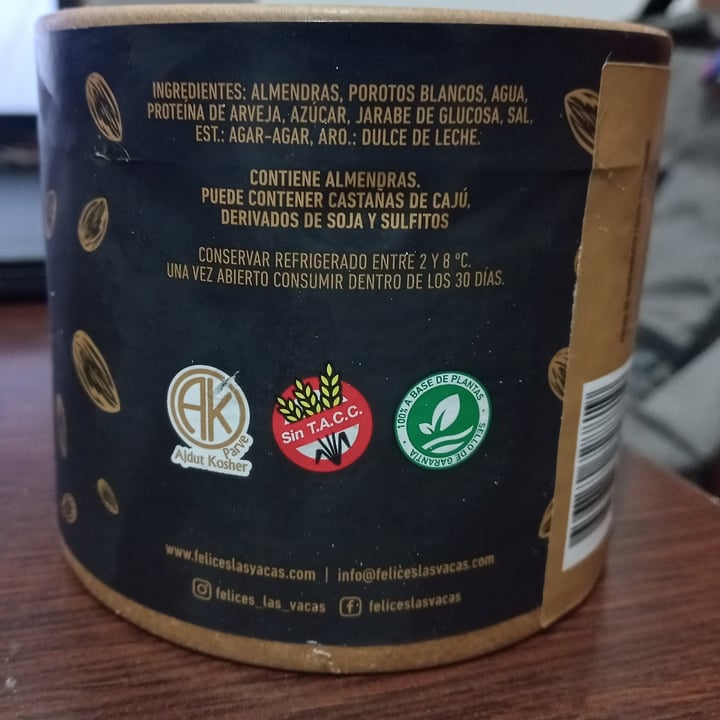 INGREDIENTES: ALMENDRAS, POROTOS BLANCOS, AGUA,
PROTEÍNA DE ARVEJA, AZÚCAR, JARABE DE GLUCOSA, SAL,
EST.: AGAR-AGAR, ARO.: DULCE DE LECHE.
CONTIENE ALMENDRAS.
PUEDE CONTENER CASTAÑAS DE CAJÚ,
DERIVADOS DE SOJA Y SULFITOS
CONSERVAR REFRIGERADO ENTRE 2 Y 8 ºC.
UNA VEZ ABIERTO CONSUMIR DENTRO DE LOS 30 DÍAS.
AK
Parve
Ajdut Kosher
Sin T.A.C.C.
100% A BASE DE PLANTAS
SELLO DE GARANTÍA
www.feliceslasvacas.com | info@feliceslasvacas.com
felices_las_vacas
feliceslasvacas